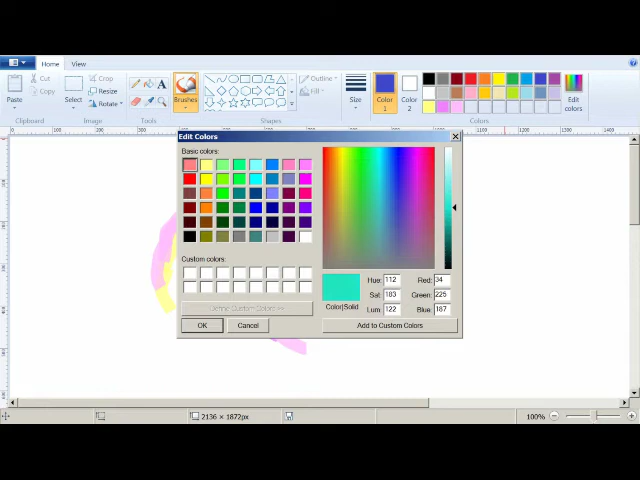 Home View
Cut
Copy
Paste
Crop
Resize
Rotate
Select
Brushes
Outline
Fill
Size
Color 1
Color 2
Edit colors
Clipboard Image Tools Shapes Colors
Edit Colors
Basic colors:
Custom colors:
Define Custom Colors >>
OK Cancel
Color|Solid
Hue: 112 Red: 34
Sat: 183 Green: 225
Lum: 122 Blue: 187
Add to Custom Colors
2136 × 1872px 100%